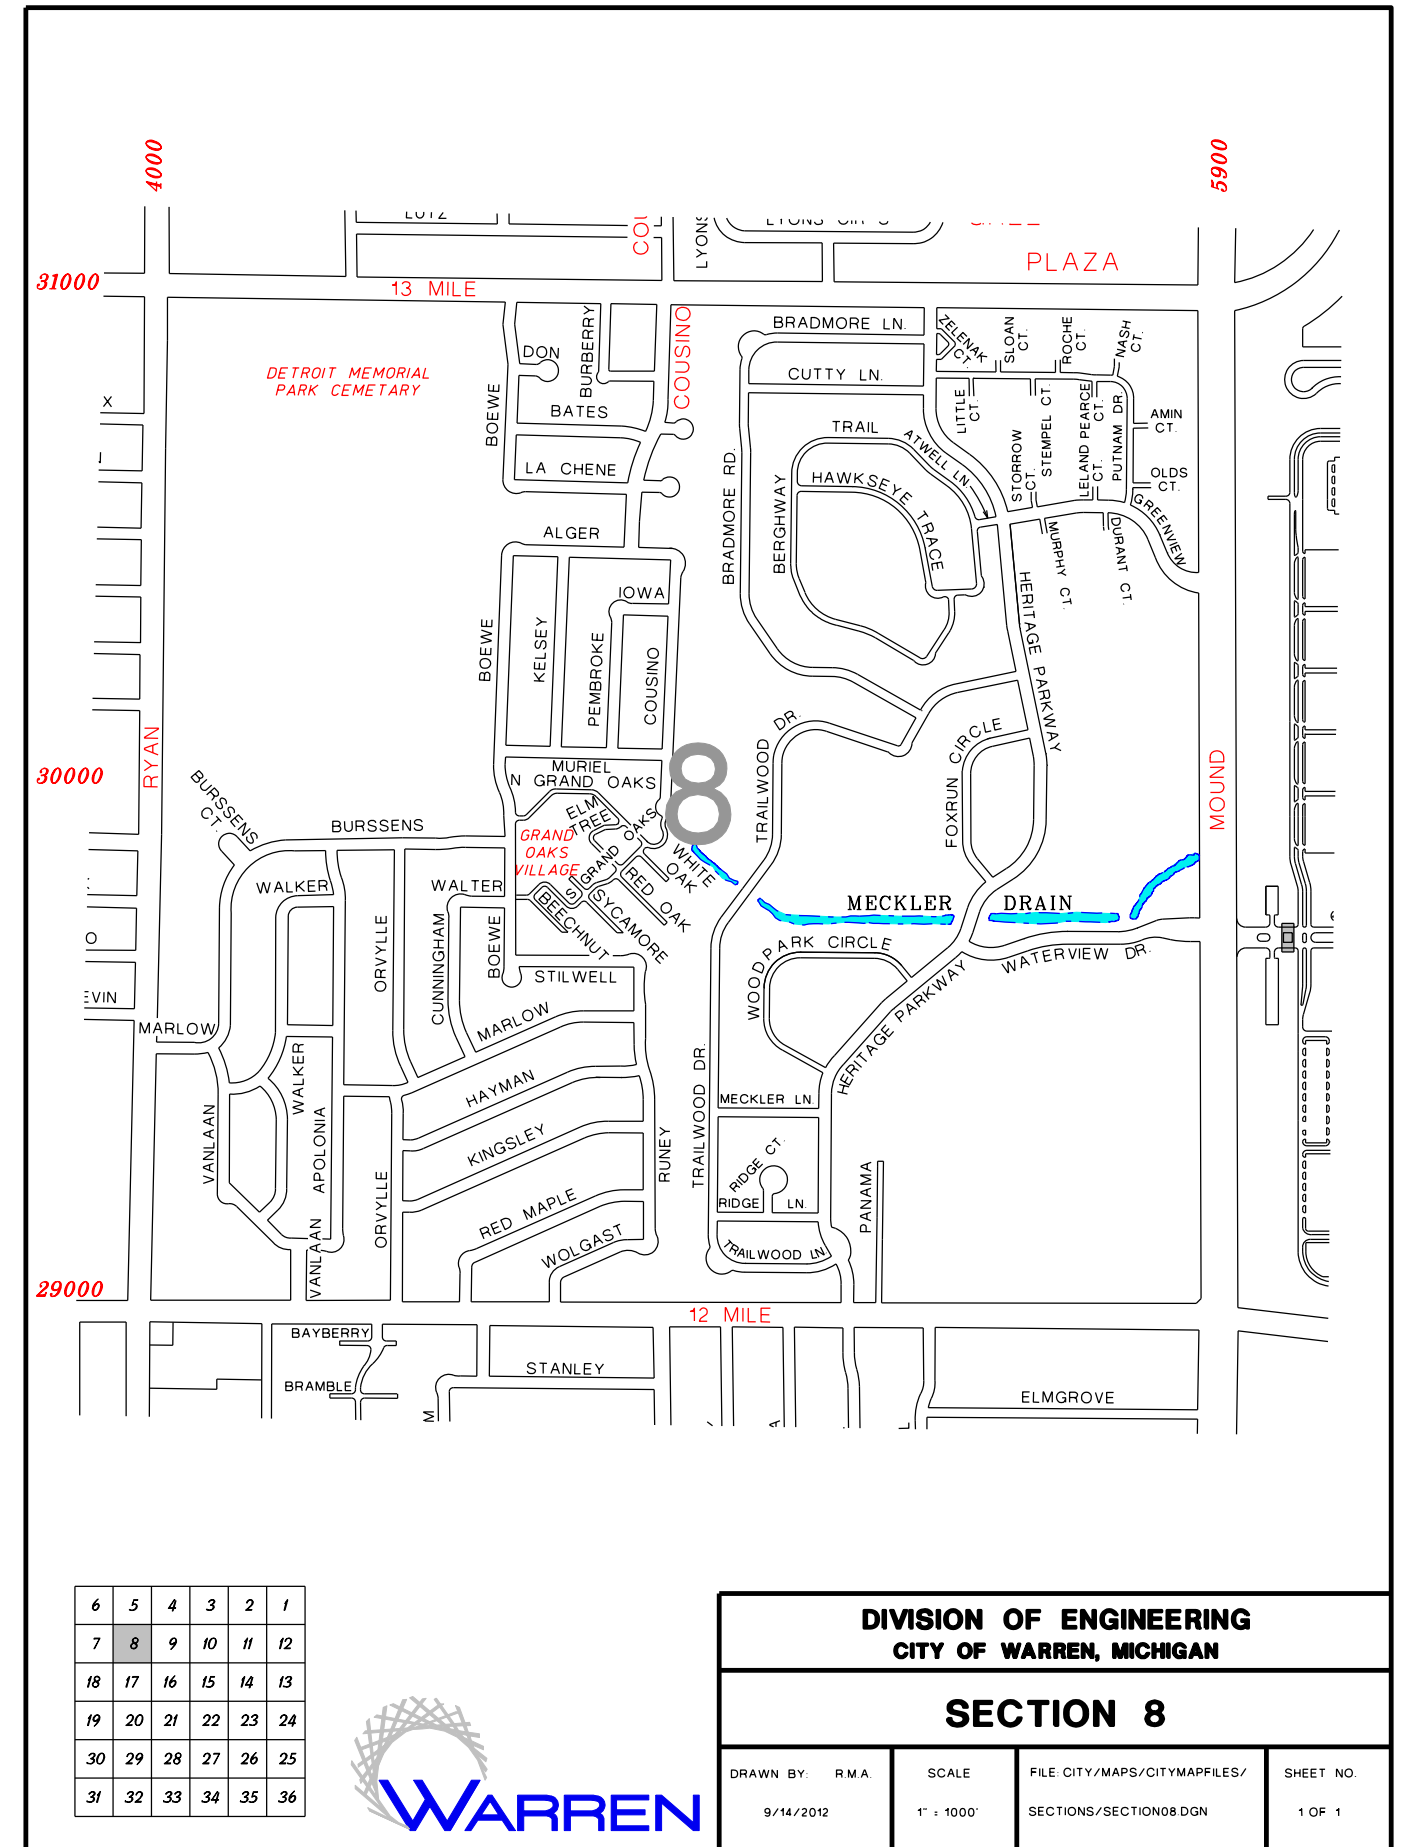 4000
5900
LUTZ
COU
LYONS
LYONS CIR S
PLAZA
31000
13 MILE
COUSINO
BURBERRY
DON
BOEWE
BATES
LA CHENE
ALGER
DETROIT MEMORIAL
PARK CEMETARY
X
BRADMORE LN.
CUTTY LN.
ZELENAK
CT.
SLOAN
CT.
ROCHE
CT.
NASH
CT.
LITTLE
CT.
STEMPEL CT.
LELAND PEARCE
CT.
CT.
PUTNAM DR.
AMIN
CT.
OLDS
CT.
STORROW
CT.
GREENVIEW
MURPHY CT.
DURANT CT.
TRAIL
ATWELL LN.
HAWKSEYE TRACE
BERGHWAY
BRADMORE RD.
HERITAGE PARKWAY
IOWA
BOEWE
KELSEY
PEMBROKE
COUSINO
MURIEL
N GRAND OAKS
ELM
TREE
OAKS
GRAND
OAKS
VILLAGE
S GRAND
WHITE
OAK
RED OAK
SYCAMORE
BEECHNUT
30000
RYAN
8
TRAILWOOD DR.
FOXRUN CIRCLE
MOUND
BURSSENS
CT.
BURSSENS
WALKER
WALTER
ORVYLLE
CUNNINGHAM
BOEWE
STILWELL
MECKLER DRAIN
WOODPARK CIRCLE
WATERVIEW DR.
HERITAGE PARKWAY
O
EVIN
MARLOW
MARLOW
WALKER
HAYMAN
KINGSLEY
VANLAAN
APOLONIA
ORVYLLE
VANLAAN
RED MAPLE
WOLGAST
RUNEY
TRAILWOOD DR.
MECKLER LN.
RIDGE CT.
RIDGE LN.
TRAILWOOD LN.
PANAMA
29000
12 MILE
BAYBERRY
BRAMBLE
STANLEY
M
ELMGROVE
6 5 4 3 2 1
7 8 9 10 11 12
18 17 16 15 14 13
19 20 21 22 23 24
30 29 28 27 26 25
31 32 33 34 35 36
WARREN
DIVISION OF ENGINEERING
CITY OF WARREN, MICHIGAN
SECTION 8
DRAWN BY: R.M.A.
9/14/2012
SCALE
1" = 1000'
FILE: CITY/MAPS/CITYMAPFILES/
SECTIONS/SECTION08.DGN
SHEET NO.
1 OF 1